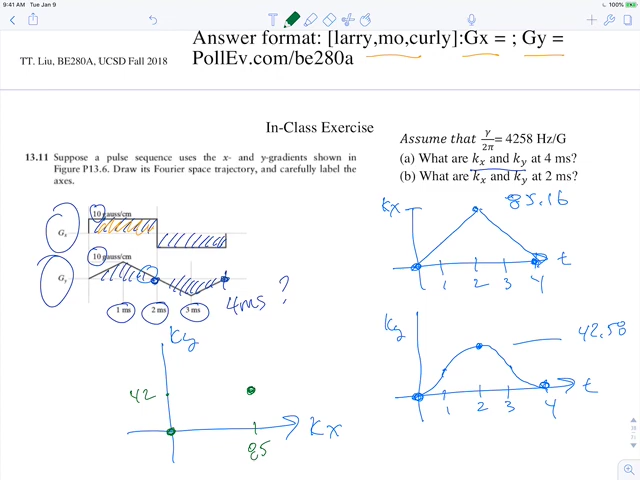 9:41 AM Tue Jan 9
100%
T
Answer format: [larry,mo,curly]:Gx = ; Gy =
TT. Liu, BE280A, UCSD Fall 2018
PollEv.com/be280a
In-Class Exercise
13.11 Suppose a pulse sequence uses the x- and y-gradients shown in
Figure P13.6. Draw its Fourier space trajectory, and carefully label the
axes.
Assume that γ/2π = 4258 Hz/G
(a) What are kx and ky at 4 ms?
(b) What are kx and ky at 2 ms?
10 gauss/cm
Gx
10 gauss/cm
Gy
1 ms 2 ms 3 ms 4ms ?
kx 85.16
1 2 3 4 t
ky 42.58
1 2 3 4 t
Ky
42
85
Kx